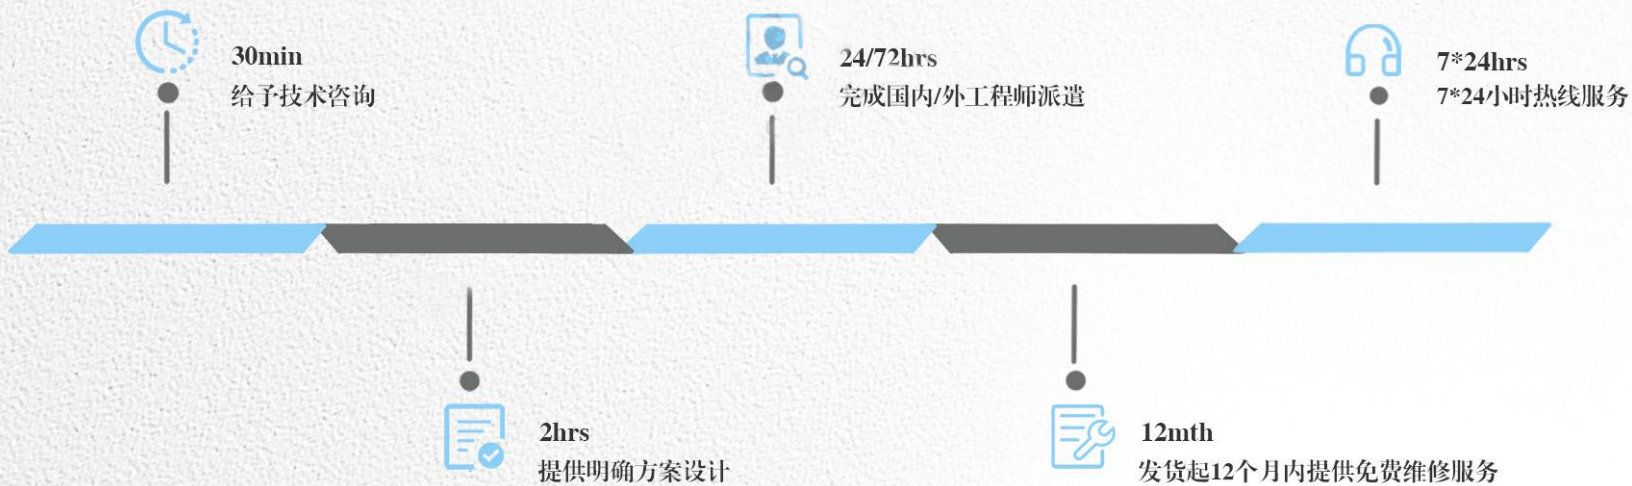 30min
给予技术咨询
2hrs
提供明确方案设计
24/72hrs
完成国内/外工程师派遣
12mth
发货起12个月内提供免费维修服务
7*24hrs
7*24小时热线服务